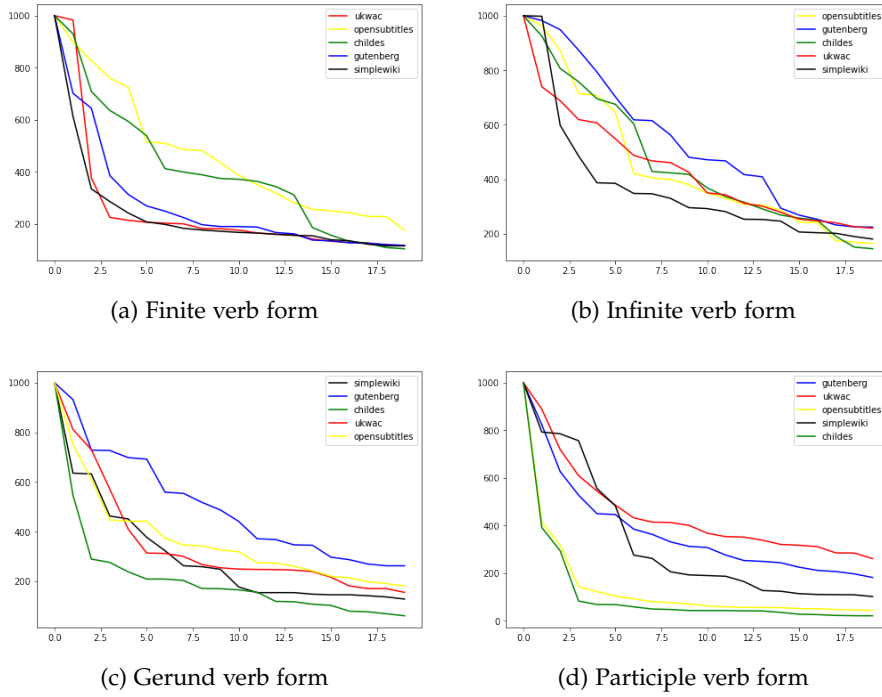 1000
800
600
400
200
0.0 2.5 5.0 7.5 10.0 12.5 15.0 17.5
ukwac
opensubtitles
childes
gutenberg
simplewiki
(a) Finite verb form
1000
800
600
400
200
0.0 2.5 5.0 7.5 10.0 12.5 15.0 17.5
opensubtitles
gutenberg
childes
ukwac
simplewiki
(b) Infinite verb form
1000
800
600
400
200
0.0 2.5 5.0 7.5 10.0 12.5 15.0 17.5
simplewiki
gutenberg
childes
ukwac
opensubtitles
(c) Gerund verb form
1000
800
600
400
200
0
0.0 2.5 5.0 7.5 10.0 12.5 15.0 17.5
gutenberg
ukwac
opensubtitles
simplewiki
childes
(d) Participle verb form